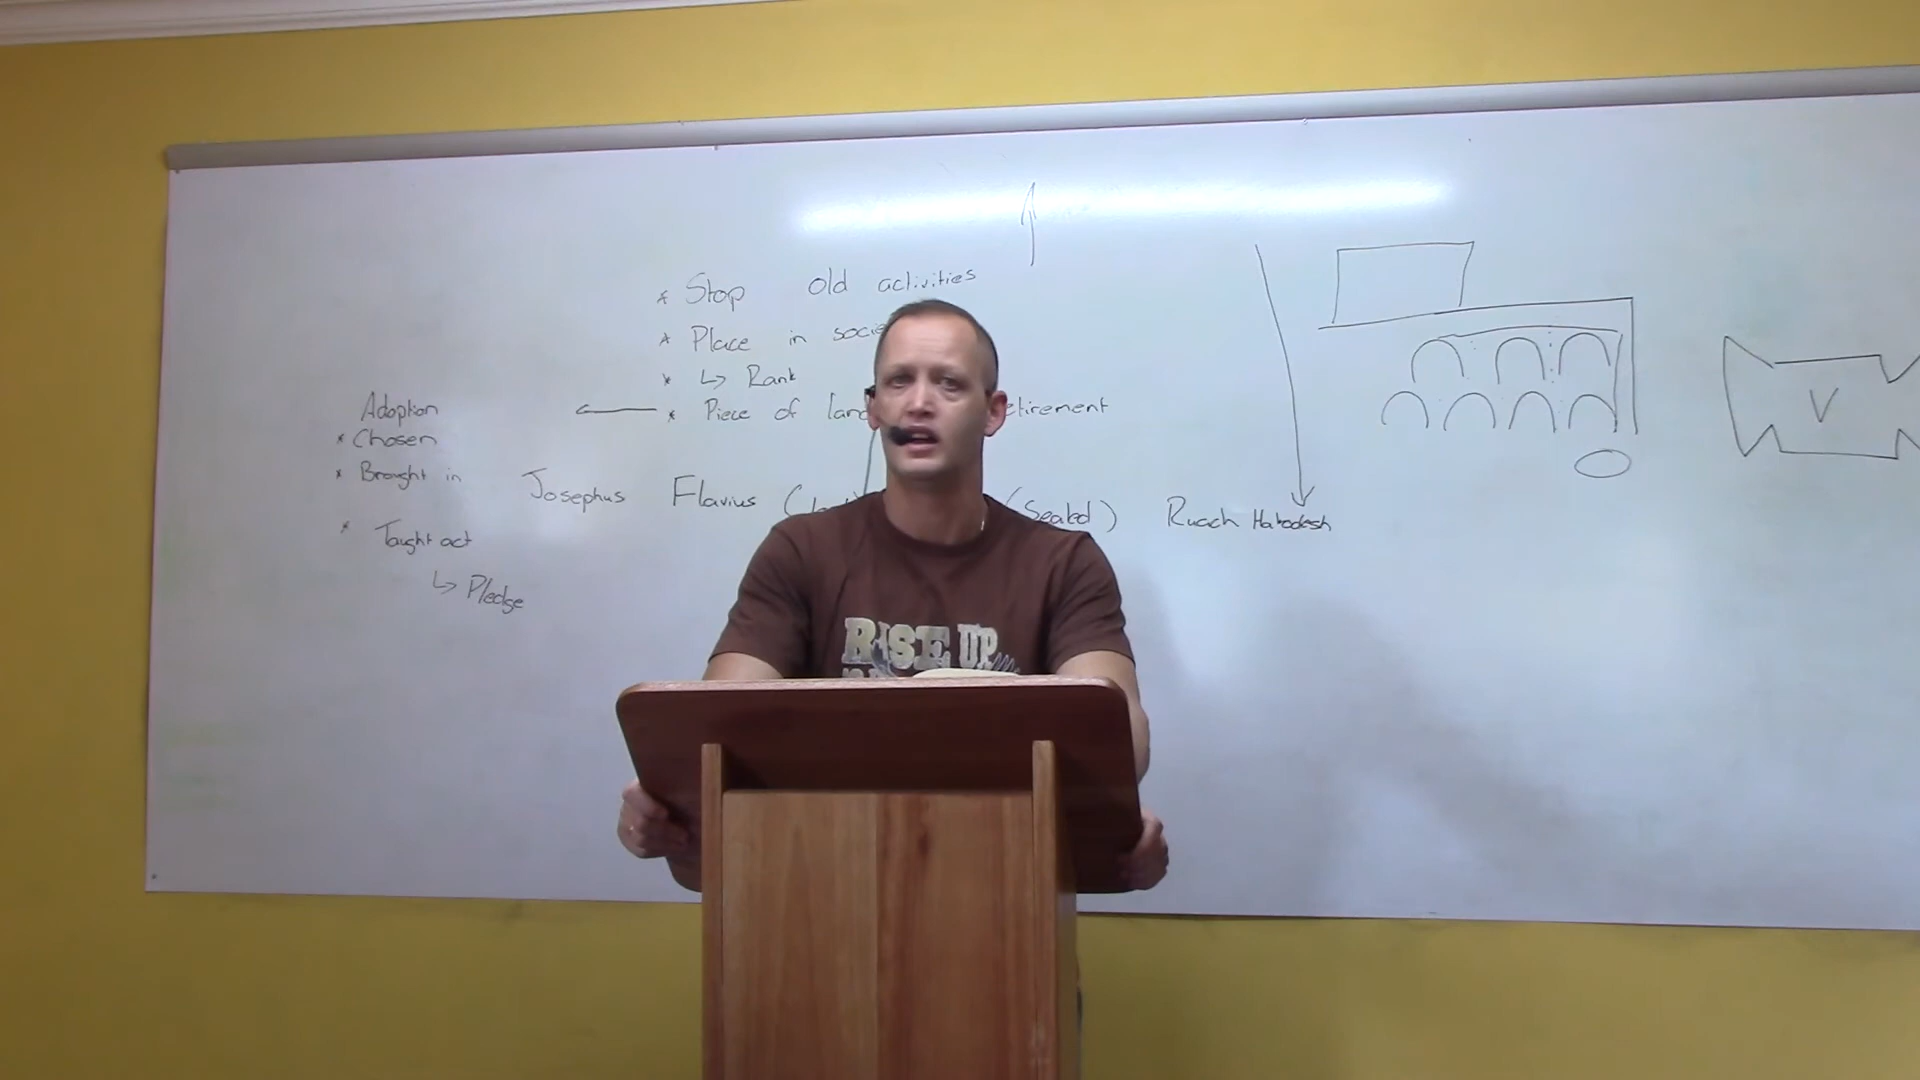 * Stop old activities
* Place in socie
* ↳ Rank
* Piece of land etirement
Adoption
* Chosen
* Brought in
* Taught act
↳ Pledge
Josephus Flavius ( (Sealed) Ruach Hakodesh
V
RISE UP